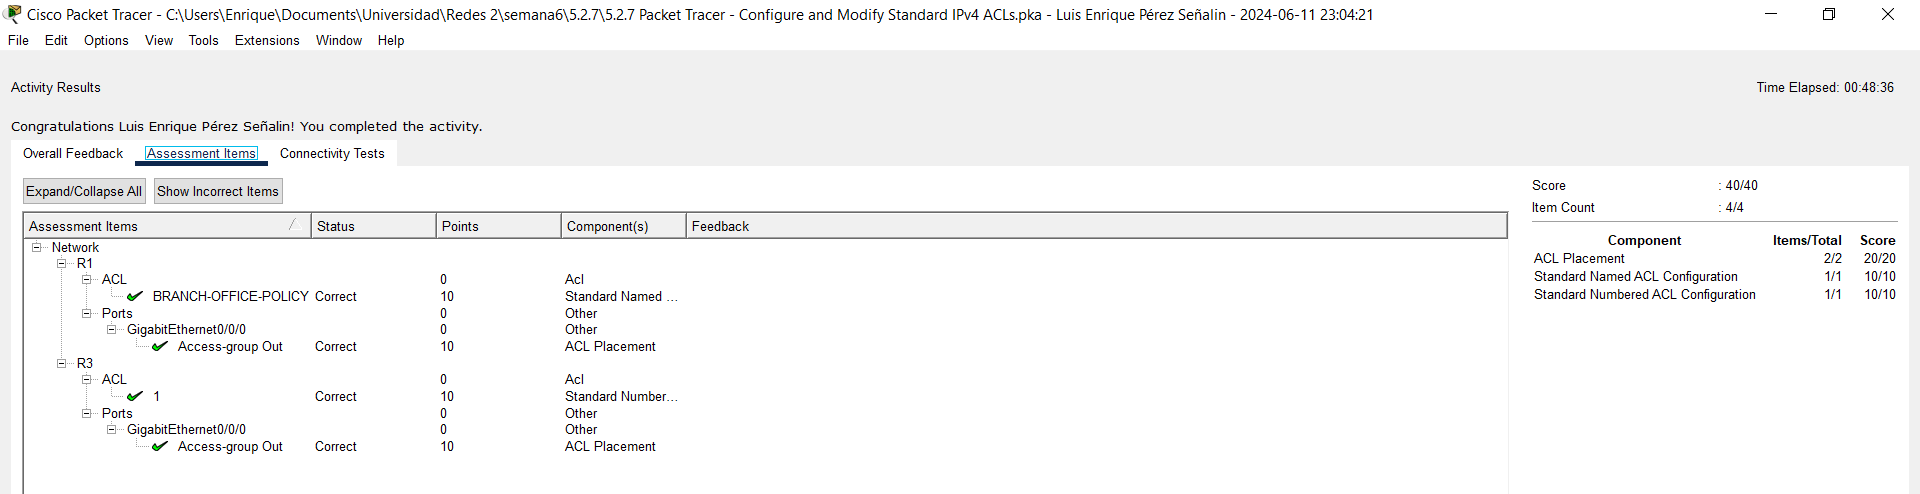 Cisco Packet Tracer - C:\Users\Enrique\Documents\Universidad\Redes 2\semana6\5.2.7\5.2.7 Packet Tracer - Configure and Modify Standard IPv4 ACLs.pka - Luis Enrique Pérez Señalin - 2024-06-11 23:04:21
File Edit Options View Tools Extensions Window Help
Activity Results
Time Elapsed: 00:48:36
Congratulations Luis Enrique Pérez Señalin! You completed the activity.
Overall Feedback Assessment Items Connectivity Tests
Expand/Collapse All Show Incorrect Items
Assessment Items Status Points Component(s) Feedback
Network
R1
ACL 0 Acl
BRANCH-OFFICE-POLICY Correct 10 Standard Named ...
Ports 0 Other
GigabitEthernet0/0/0 0 Other
Access-group Out Correct 10 ACL Placement
R3
ACL 0 Acl
1 Correct 10 Standard Number...
Ports 0 Other
GigabitEthernet0/0/0 0 Other
Access-group Out Correct 10 ACL Placement
Score : 40/40
Item Count : 4/4
Component Items/Total Score
ACL Placement 2/2 20/20
Standard Named ACL Configuration 1/1 10/10
Standard Numbered ACL Configuration 1/1 10/10